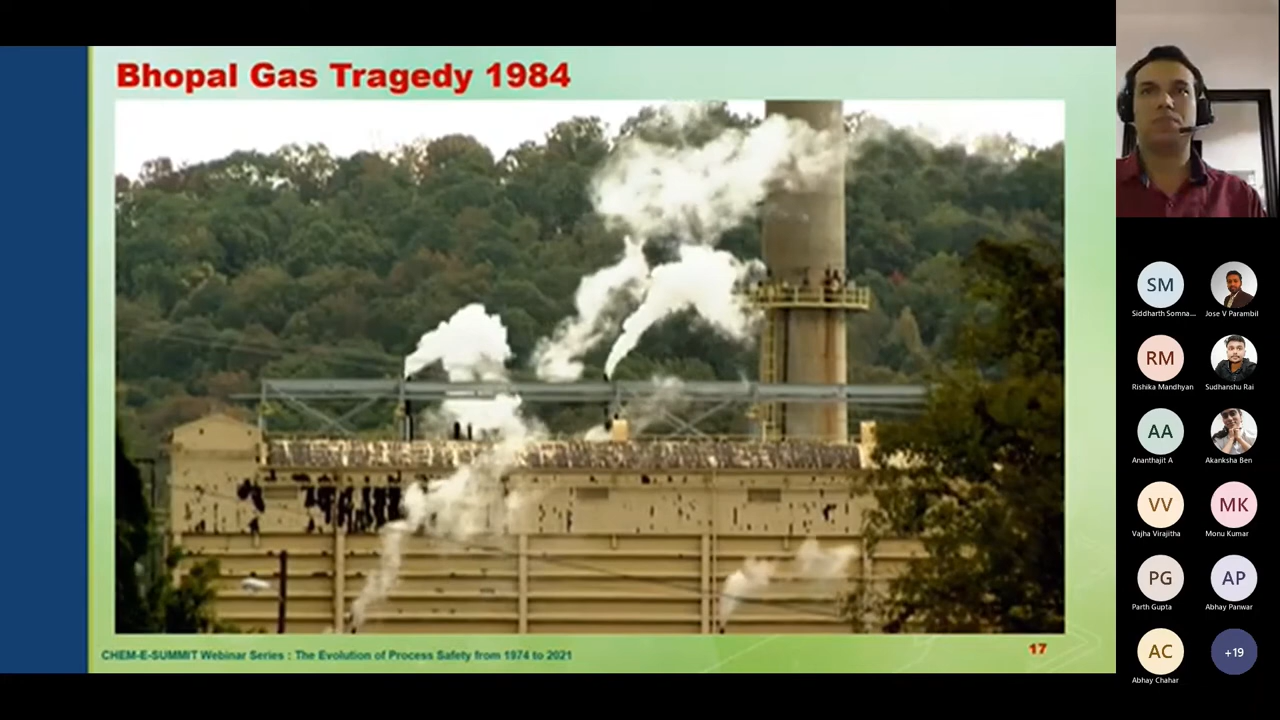 Bhopal Gas Tragedy 1984
CHEM-E-SUMMIT Webinar Series : The Evolution of Process Safety from 1974 to 2021
17
SM
Siddharth Somna...
Jose V Parambil
RM
Rishika Mandhyan
Sudhanshu Rai
AA
Ananthajit A
Akanksha Ben
VV
Vajha Virajitha
MK
Monu Kumar
PG
Parth Gupta
AP
Abhay Panwar
AC
Abhay Chahar
+19